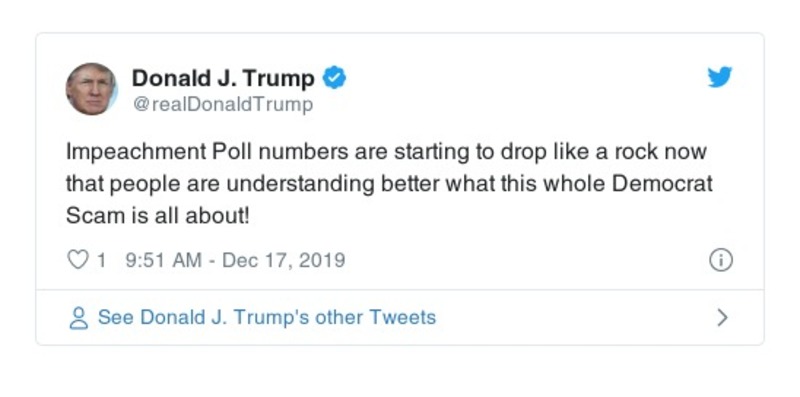 Donald J. Trump
@realDonaldTrump
Impeachment Poll numbers are starting to drop like a rock now
that people are understanding better what this whole Democrat
Scam is all about!
1 9:51 AM - Dec 17, 2019
See Donald J. Trump's other Tweets